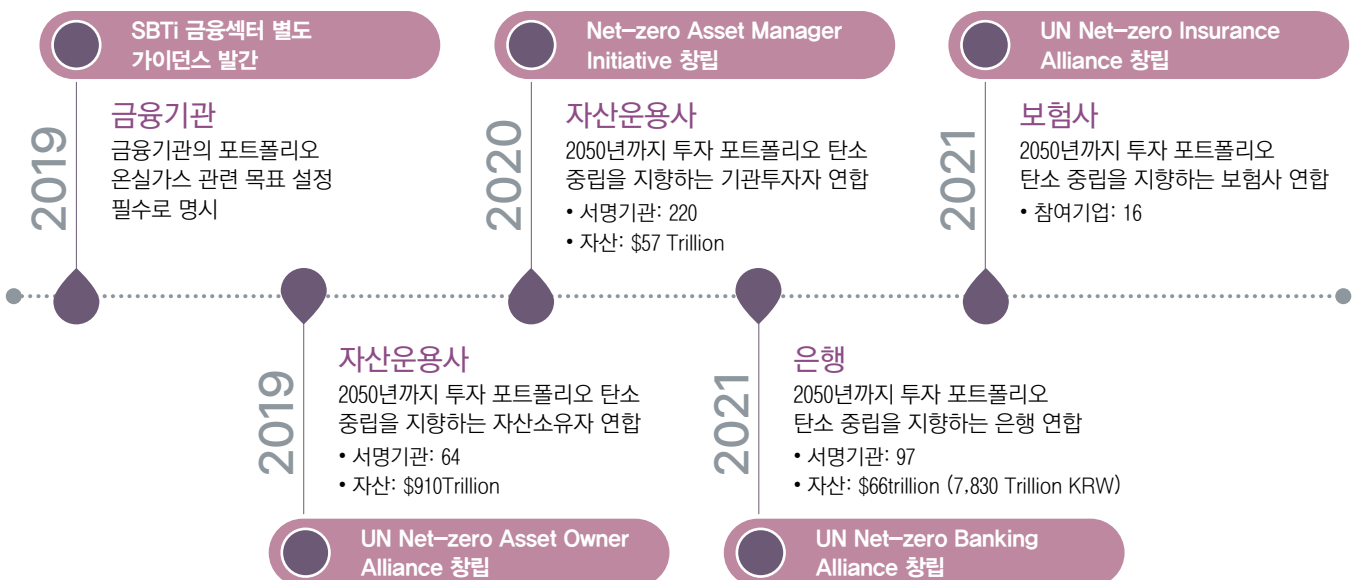 SBTi 금융섹터 별도
가이던스 발간
2019
금융기관
금융기관의 포트폴리오
온실가스 관련 목표 설정
필수로 명시
2019
자산운용사
2050년까지 투자 포트폴리오 탄소
중립을 지향하는 자산소유자 연합
• 서명기관: 64
• 자산: $910Trillion
UN Net-zero Asset Owner
Alliance 창립
Net-zero Asset Manager
Initiative 창립
2020
자산운용사
2050년까지 투자 포트폴리오 탄소
중립을 지향하는 기관투자자 연합
• 서명기관: 220
• 자산: $57 Trillion
2021
은행
2050년까지 투자 포트폴리오
탄소 중립을 지향하는 은행 연합
• 서명기관: 97
• 자산: $66trillion (7,830 Trillion KRW)
UN Net-zero Banking
Alliance 창립
UN Net-zero Insurance
Alliance 창립
2021
보험사
2050년까지 투자 포트폴리오
탄소 중립을 지향하는 보험사 연합
• 참여기업: 16